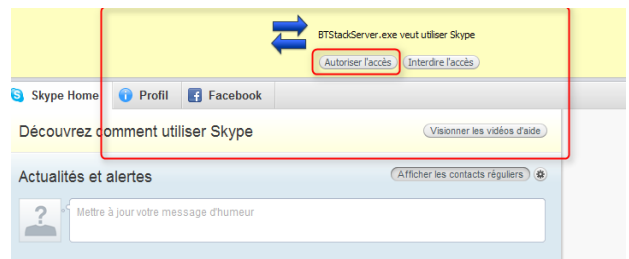 BTStackServer.exe veut utiliser Skype
Autoriser l'accès Interdire l'accès
Skype Home Profil Facebook
Découvrez comment utiliser Skype Visionner les vidéos d'aide
Actualités et alertes Afficher les contacts réguliers
Mettre à jour votre message d'humeur